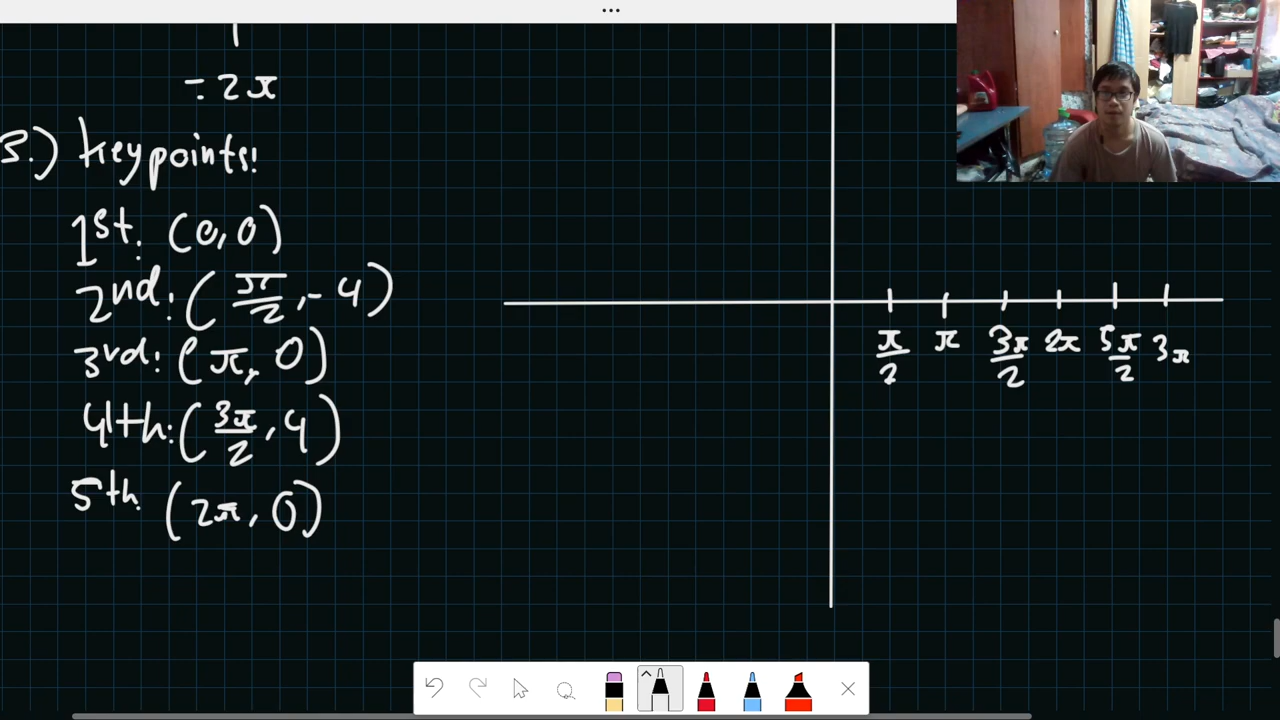 = 2π
3.) keypoints:
1st: (0, 0)
2nd: (π/2, -4)
3rd: (π, 0)
4th: (3π/2, 4)
5th (2π, 0)
π/2 π 3π/2 2π 5π/2 3π